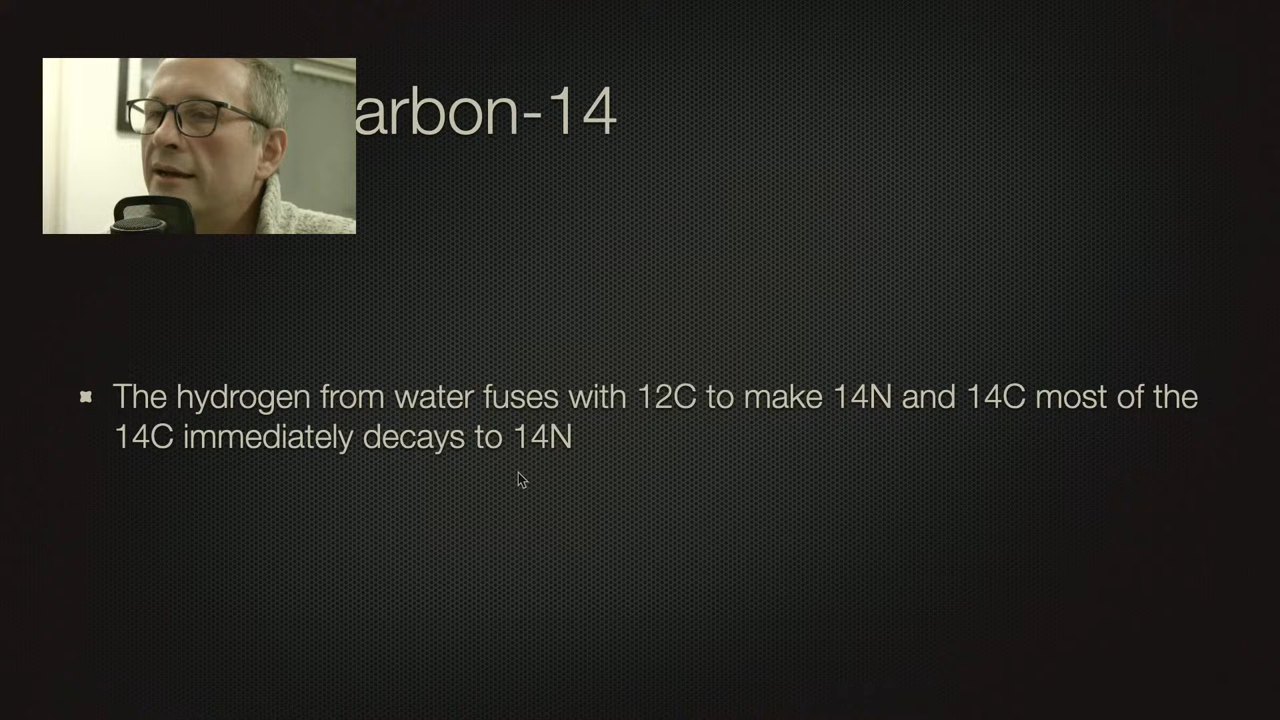 arbon-14
The hydrogen from water fuses with 12C to make 14N and 14C most of the
14C immediately decays to 14N